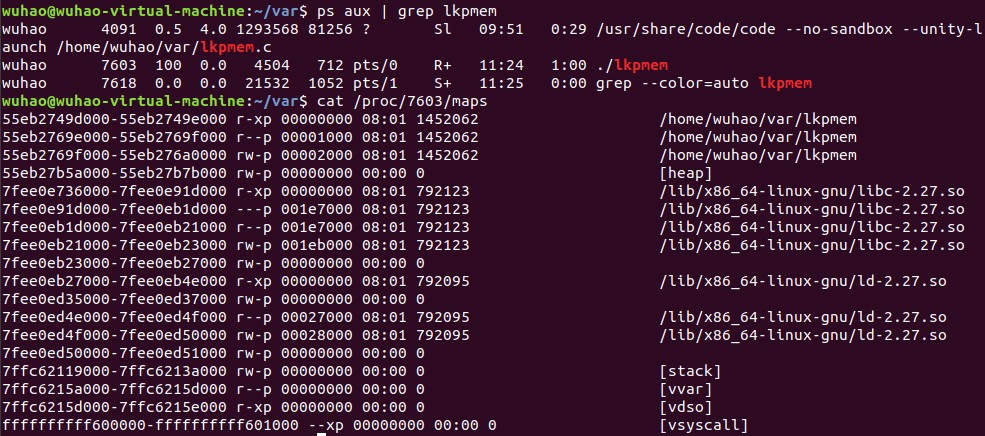 wuhao@wuhao-virtual-machine:~/var$ ps aux | grep lkpmem
wuhao      4091  0.5  4.0 1293568 81256 ?       Sl   09:51   0:29 /usr/share/code/code --no-sandbox --unity-l
aunch /home/wuhao/var/lkpmem.c
wuhao      7603  100  0.0   4504   712 pts/0    R+   11:24   1:00 ./lkpmem
wuhao      7618  0.0  0.0  21532  1052 pts/1    S+   11:25   0:00 grep --color=auto lkpmem
wuhao@wuhao-virtual-machine:~/var$ cat /proc/7603/maps
55eb2749d000-55eb2749e000 r-xp 00000000 08:01 1452062                    /home/wuhao/var/lkpmem
55eb2769e000-55eb2769f000 r--p 00001000 08:01 1452062                    /home/wuhao/var/lkpmem
55eb2769f000-55eb276a0000 rw-p 00002000 08:01 1452062                    /home/wuhao/var/lkpmem
55eb27b5a000-55eb27b7b000 rw-p 00000000 00:00 0                          [heap]
7fee0e736000-7fee0e91d000 r-xp 00000000 08:01 792123                     /lib/x86_64-linux-gnu/libc-2.27.so
7fee0e91d000-7fee0eb1d000 ---p 001e7000 08:01 792123                     /lib/x86_64-linux-gnu/libc-2.27.so
7fee0eb1d000-7fee0eb21000 r--p 001e7000 08:01 792123                     /lib/x86_64-linux-gnu/libc-2.27.so
7fee0eb21000-7fee0eb23000 rw-p 001eb000 08:01 792123                     /lib/x86_64-linux-gnu/libc-2.27.so
7fee0eb23000-7fee0eb27000 rw-p 00000000 00:00 0
7fee0eb27000-7fee0eb4e000 r-xp 00000000 08:01 792095                     /lib/x86_64-linux-gnu/ld-2.27.so
7fee0ed35000-7fee0ed37000 rw-p 00000000 00:00 0
7fee0ed4e000-7fee0ed4f000 r--p 00027000 08:01 792095                     /lib/x86_64-linux-gnu/ld-2.27.so
7fee0ed4f000-7fee0ed50000 rw-p 00028000 08:01 792095                     /lib/x86_64-linux-gnu/ld-2.27.so
7fee0ed50000-7fee0ed51000 rw-p 00000000 00:00 0
7ffc62119000-7ffc6213a000 rw-p 00000000 00:00 0                          [stack]
7ffc6215a000-7ffc6215d000 r--p 00000000 00:00 0                          [vvar]
7ffc6215d000-7ffc6215e000 r-xp 00000000 00:00 0                          [vdso]
ffffffffff600000-ffffffffff601000 --xp 00000000 00:00 0                  [vsyscall]